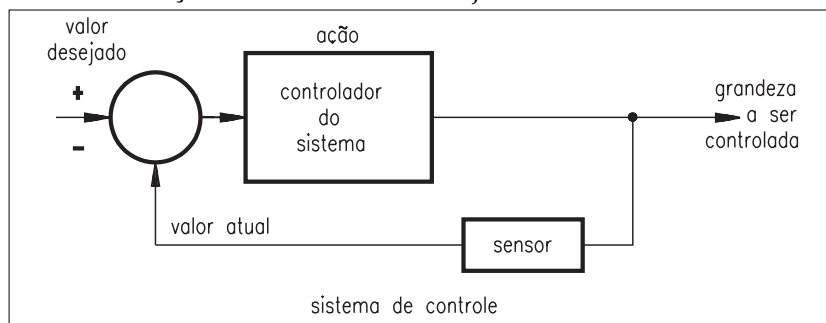 valor
desejado
+
-
ação
controlador
do
sistema
grandeza
a ser
controlada
valor atual
sensor
sistema de controle